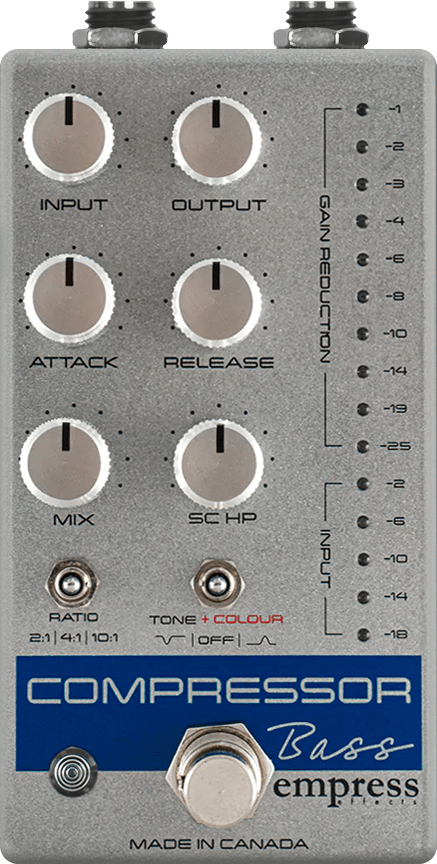 INPUT OUTPUT
ATTACK RELEASE
MIX SC HP
RATIO TONE + COLOUR
2:1 | 4:1 | 10:1 | OFF |
GAIN REDUCTION
-1
-2
-3
-4
-6
-8
-10
-14
-19
-25
INPUT
-2
-6
-10
-14
-18
COMPRESSOR
Bass
empress
effects
MADE IN CANADA